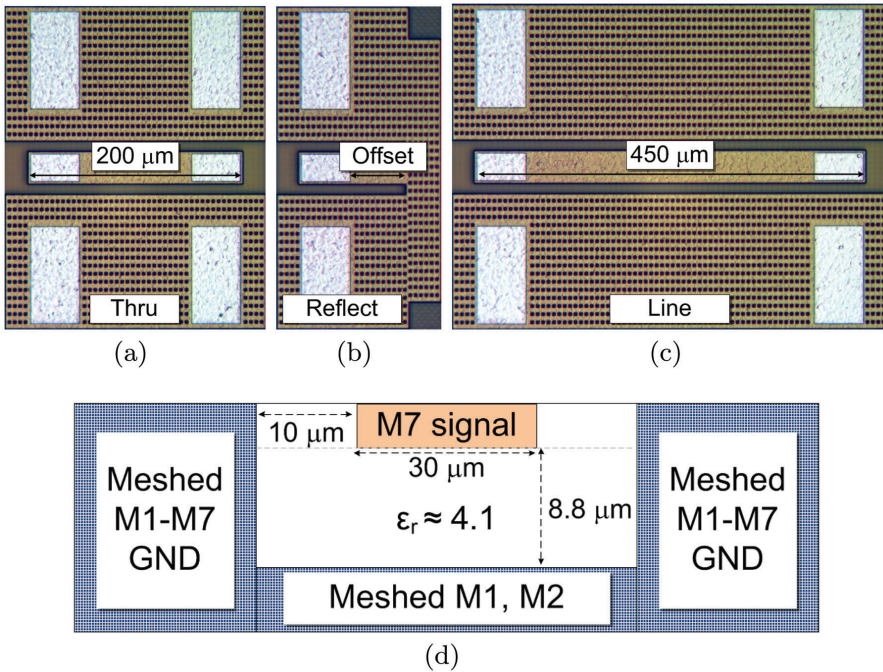 200 μm
Thru
(a)
Offset
Reflect
(b)
450 μm
Line
(c)
10 μm
M7 signal
30 μm
8.8 μm
εr ≈ 4.1
Meshed
M1-M7
GND
Meshed M1, M2
Meshed
M1-M7
GND
(d)